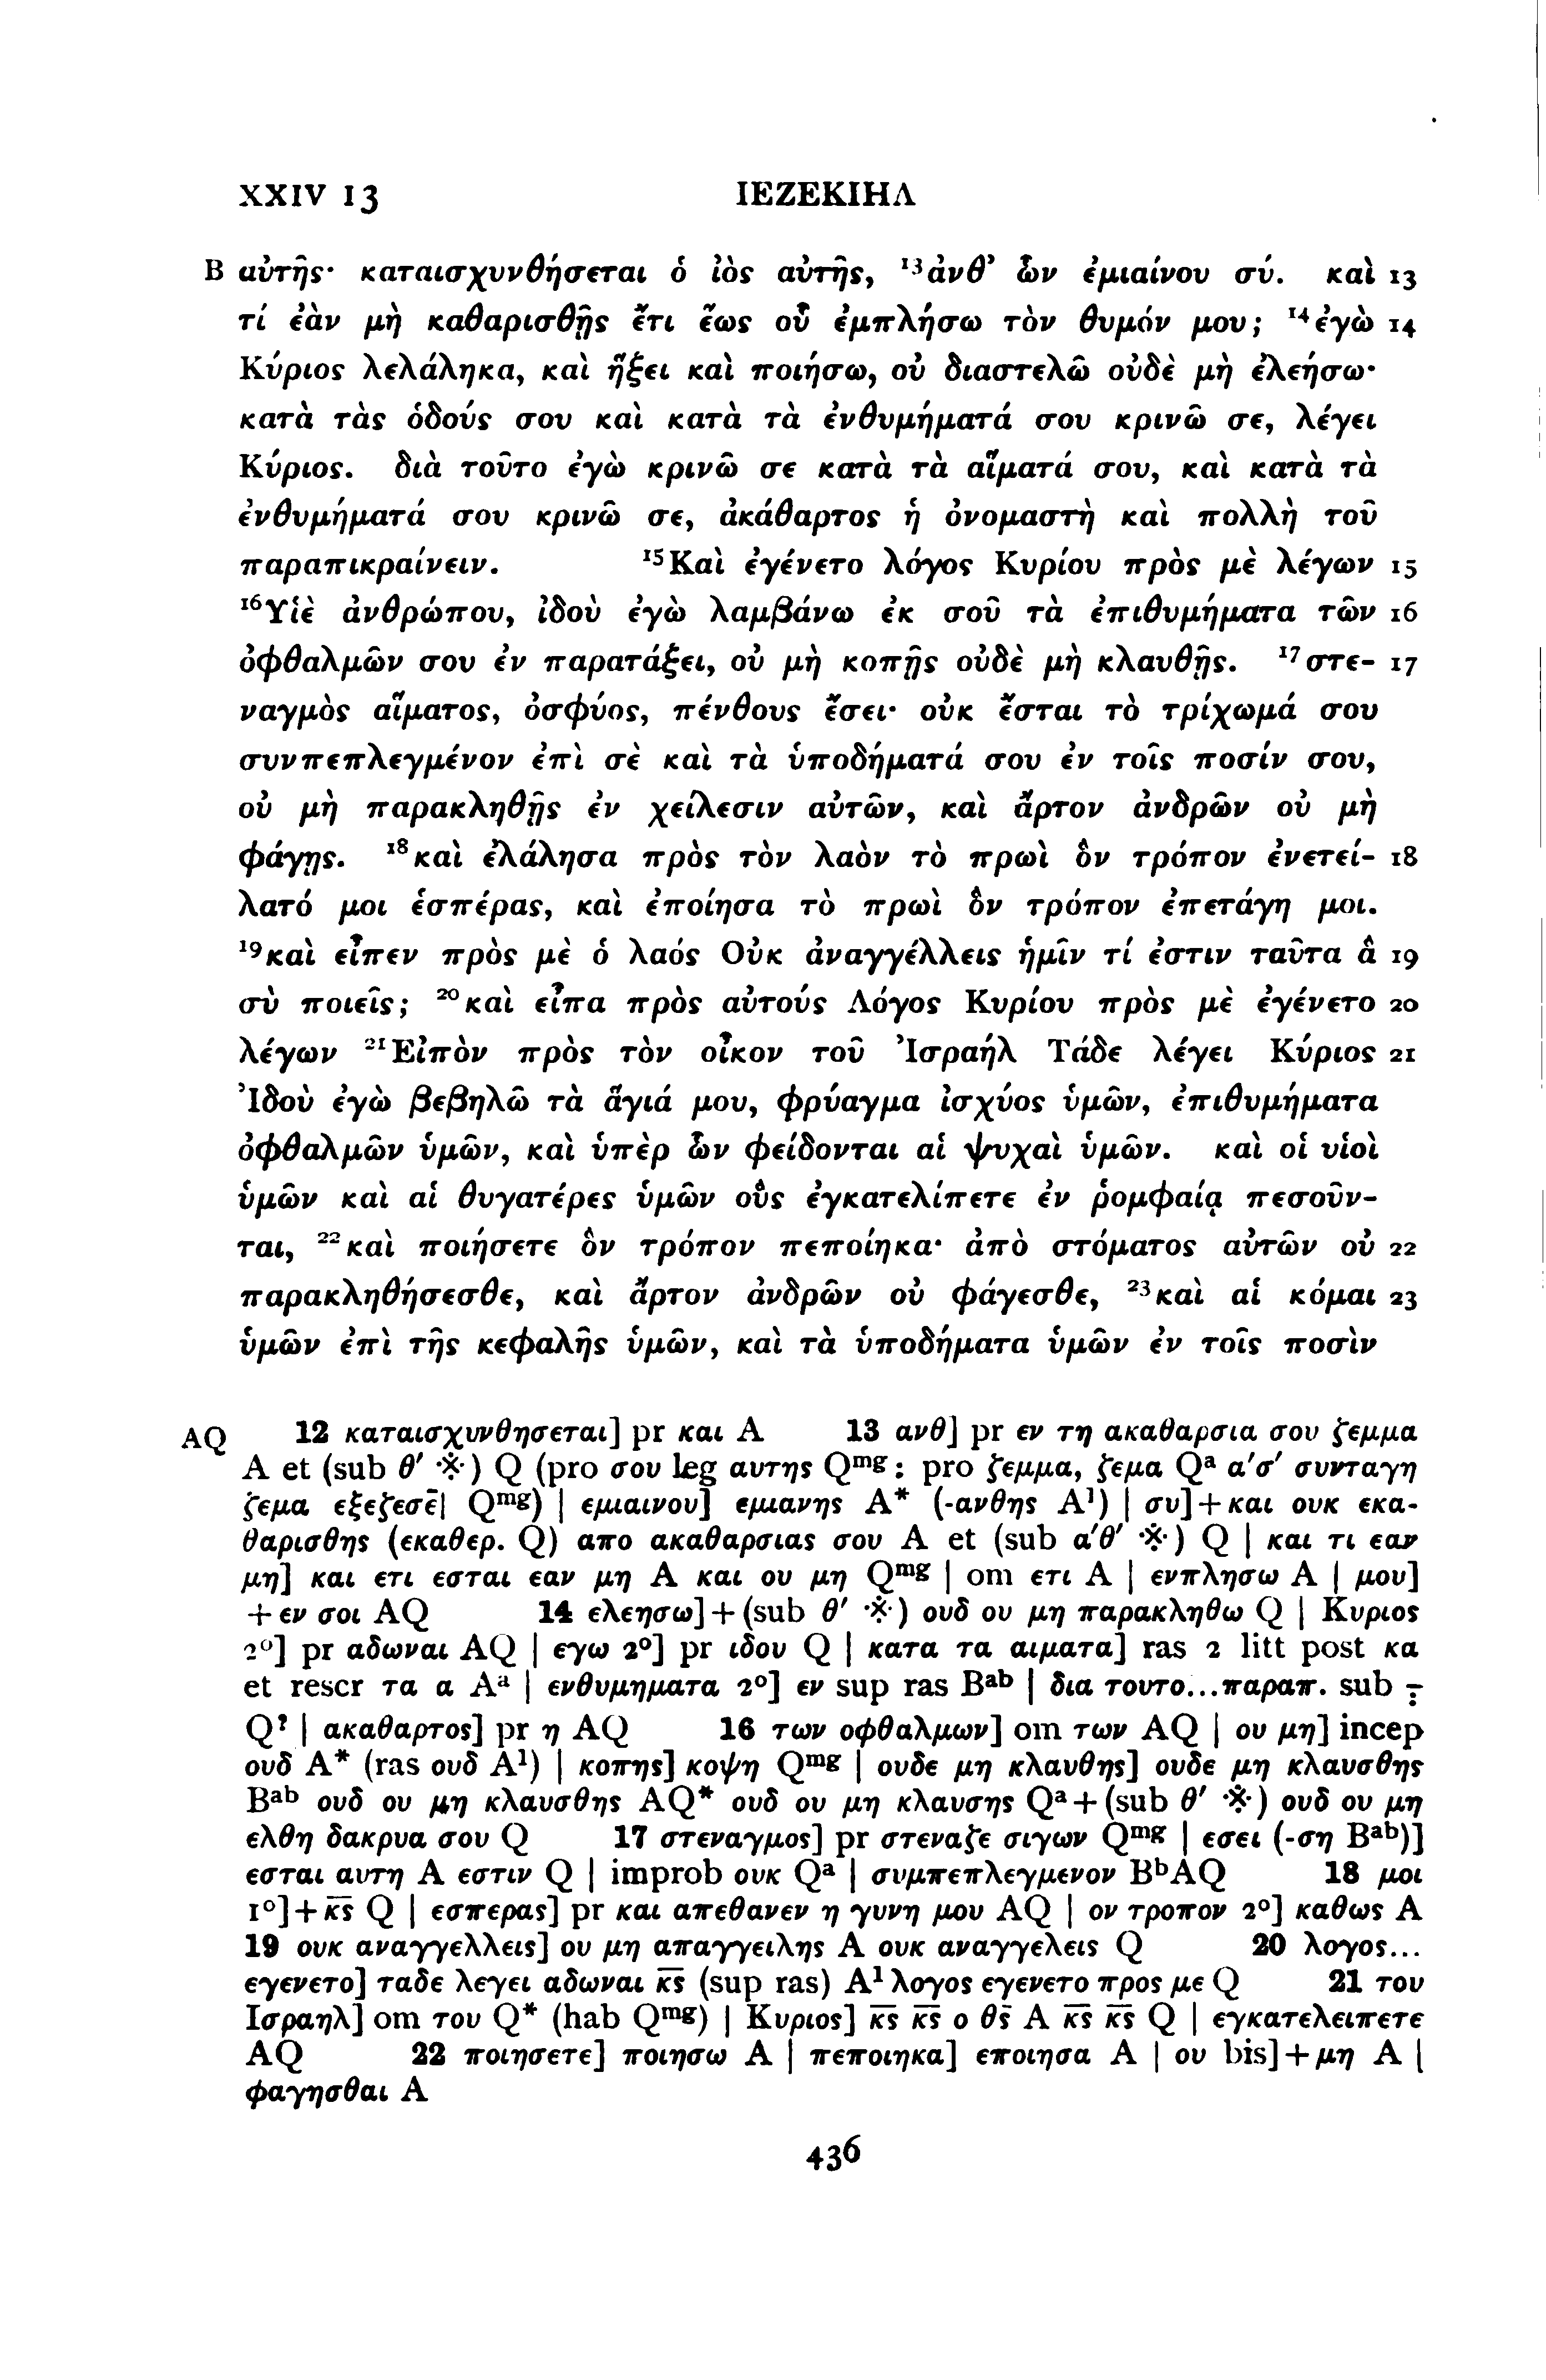 XXIV 13 ΙΕΖΕΚΙΗΛ
B αὐτῆς· καταισχυνθήσεται ὁ ἰὸς αὐτῆς, ¹³ἀνθ’ ὧν ἐμιαίνου σύ. καὶ 13
τί ἐὰν μὴ καθαρισθῇς ἔτι ἕως οὗ ἐμπλήσω τὸν θυμόν μου; ¹⁴ἐγὼ 14
Κύριος λελάληκα, καὶ ἥξει καὶ ποιήσω, οὐ διαστελῶ οὐδὲ μὴ ἐλεήσω·
κατὰ τὰς ὁδούς σου καὶ κατὰ τὰ ἐνθυμήματά σου κρινῶ σε, λέγει
Κύριος. διὰ τοῦτο ἐγὼ κρινῶ σε κατὰ τὰ αἵματά σου, καὶ κατὰ τὰ
ἐνθυμήματά σου κρινῶ σε, ἀκάθαρτος ἡ ὀνομαστὴ καὶ πολλὴ τοῦ
παραπικραίνειν. ¹⁵Καὶ ἐγένετο λόγος Κυρίου πρὸς μὲ λέγων 15
¹⁶Υἱὲ ἀνθρώπου, ἰδοὺ ἐγὼ λαμβάνω ἐκ σοῦ τὰ ἐπιθυμήματα τῶν 16
ὀφθαλμῶν σου ἐν παρατάξει, οὐ μὴ κοπῇς οὐδὲ μὴ κλαυθῇς. ¹⁷στε- 17
ναγμὸς αἵματος, ὀσφύος, πένθους ἔσει· οὐκ ἔσται τὸ τρίχωμά σου
συνπεπλεγμένον ἐπὶ σὲ καὶ τὰ ὑποδήματά σου ἐν τοῖς ποσίν σου,
οὐ μὴ παρακληθῇς ἐν χείλεσιν αὐτῶν, καὶ ἄρτον ἀνδρῶν οὐ μὴ
φάγῃς. ¹⁸καὶ ἐλάλησα πρὸς τὸν λαὸν τὸ πρωὶ ὃν τρόπον ἐνετεί- 18
λατό μοι ἑσπέρας, καὶ ἐποίησα τὸ πρωὶ ὃν τρόπον ἐπετάγη μοι.
¹⁹καὶ εἶπεν πρὸς μὲ ὁ λαός Οὐκ ἀναγγέλλεις ἡμῖν τί ἐστιν ταῦτα ἃ 19
σὺ ποιεῖς; ²⁰καὶ εἶπα πρὸς αὐτούς Λόγος Κυρίου πρὸς μὲ ἐγένετο 20
λέγων ²¹Εἰπὸν πρὸς τὸν οἶκον τοῦ Ἰσραήλ Τάδε λέγει Κύριος 21
Ἰδοὺ ἐγὼ βεβηλῶ τὰ ἅγιά μου, φρύαγμα ἰσχύος ὑμῶν, ἐπιθυμήματα
ὀφθαλμῶν ὑμῶν, καὶ ὑπὲρ ὧν φείδονται αἱ ψυχαὶ ὑμῶν. καὶ οἱ υἱοὶ
ὑμῶν καὶ αἱ θυγατέρες ὑμῶν οὓς ἐγκατελίπετε ἐν ῥομφαίᾳ πεσοῦν-
ται, ²²καὶ ποιήσετε ὃν τρόπον πεποίηκα· ἀπὸ στόματος αὐτῶν οὐ 22
παρακληθήσεσθε, καὶ ἄρτον ἀνδρῶν οὐ φάγεσθε, ²³καὶ αἱ κόμαι 23
ὑμῶν ἐπὶ τῆς κεφαλῆς ὑμῶν, καὶ τὰ ὑποδήματα ὑμῶν ἐν τοῖς ποσὶν
AQ 12 καταισχυνθησεται] pr και A 13 ανθ] pr εν τη ακαθαρσια σου ζεμμα
A et (sub θ′ ※) Q (pro σου leg αυτης Qᵐᵍ: pro ζεμμα, ζεμα Qᵃ α′σ′ συνταγη
ζεμα εξεζεσε̄| Qᵐᵍ) | εμιαινου] εμιανης A* (-ανθης A¹) | συ]+και ουκ εκα-
θαρισθης (εκαθερ. Q) απο ακαθαρσιας σου A et (sub α′θ′ ※) Q | και τι εαν
μη] και ετι εσται εαν μη A και ου μη Qᵐᵍ | om ετι A | ενπλησω A | μου]
+εν σοι AQ 14 ελεησω]+(sub θ′ ※) ουδ ου μη παρακληθω Q | Κυριος
2°] pr αδωναι AQ | εγω 2°] pr ιδου Q | κατα τα αιματα] ras 2 litt post κα
et rescr τα α Aᵃ | ενθυμηματα 2°] εν sup ras Bᵃᵇ | δια τουτο...παραπ. sub ÷
Q? | ακαθαρτος] pr η AQ 16 των οφθαλμων] om των AQ | ου μη] incep
ουδ A* (ras ουδ A¹) | κοπης] κοψη Qᵐᵍ | ουδε μη κλαυθης] ουδε μη κλαυσθης
Bᵃᵇ ουδ ου μη κλαυσθης AQ* ουδ ου μη κλαυσης Qᵃ+(sub θ′ ※) ουδ ου μη
ελθη δακρυα σου Q 17 στεναγμος] pr στεναζε σιγων Qᵐᵍ | εσει (-ση Bᵃᵇ)]
εσται αυτη A εστιν Q | improb ουκ Qᵃ | συμπεπλεγμενον BᵇAQ 18 μοι
1°]+κ̅ς̅ Q | εσπερας] pr και απεθανεν η γυνη μου AQ | ον τροπον 2°] καθως A
19 ουκ αναγγελλεις] ου μη απαγγειλης A ουκ αναγγελεις Q 20 λογος...
εγενετο] ταδε λεγει αδωναι κ̅ς̅ (sup ras) A¹ λογος εγενετο προς με Q 21 του
Ισραηλ] om του Q* (hab Qᵐᵍ) | Κυριος] κ̅ς̅ κ̅ς̅ ο θ̅ς̅ A κ̅ς̅ κ̅ς̅ Q | εγκατελειπετε
AQ 22 ποιησετε] ποιησω A | πεποιηκα] εποιησα A | ου bis]+μη A |
φαγησθαι A
436